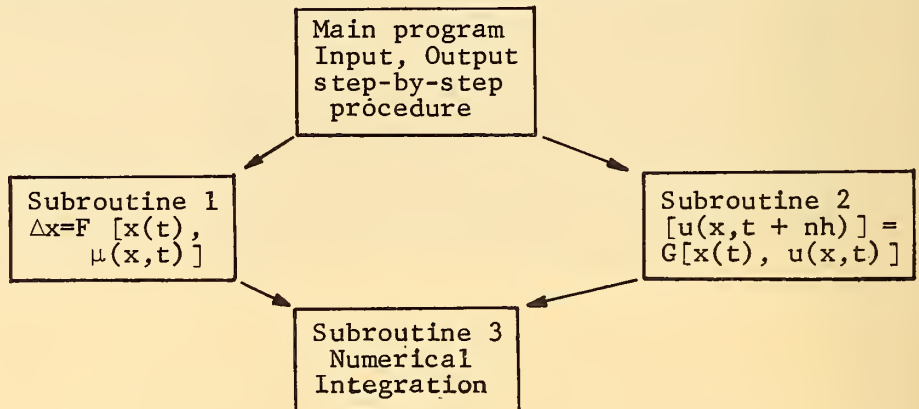 Main program
Input, Output
step-by-step
procedure
Subroutine 1
Δx=F [x(t),
μ(x,t)]
Subroutine 2
[u(x,t + nh)] =
G[x(t), u(x,t)]
Subroutine 3
Numerical
Integration